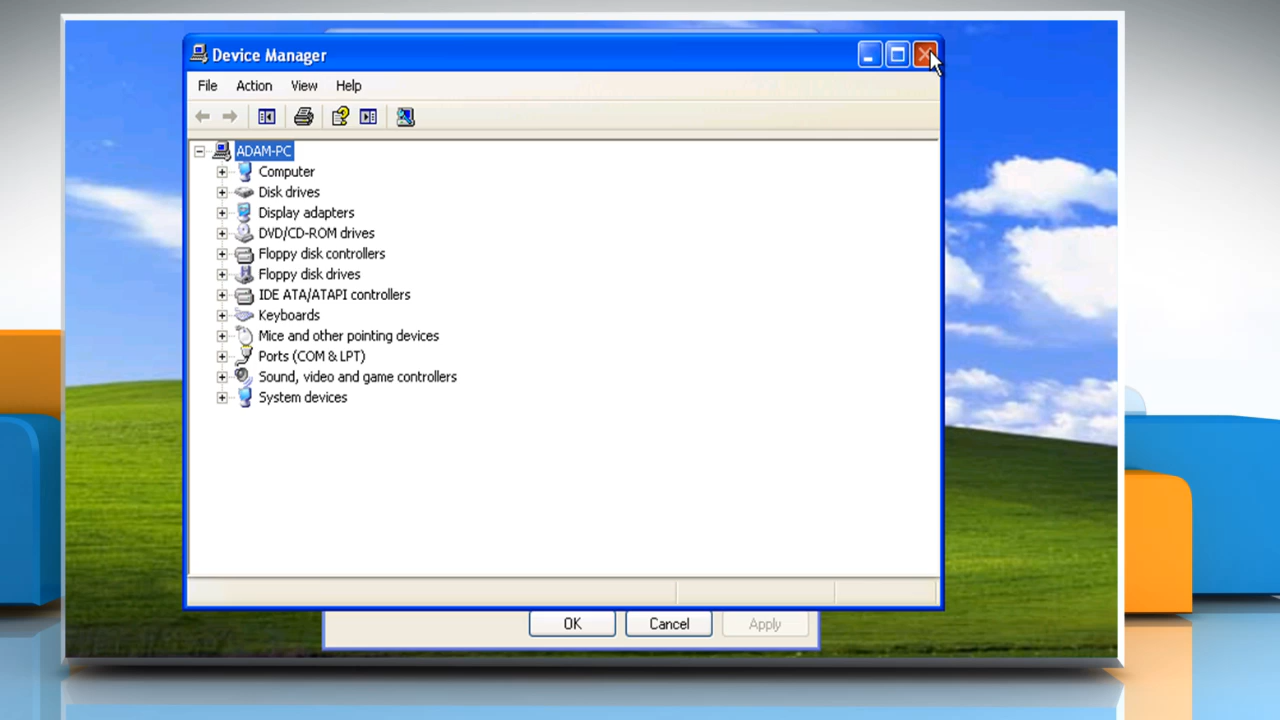 Device Manager
File Action View Help
ADAM-PC
Computer
Disk drives
Display adapters
DVD/CD-ROM drives
Floppy disk controllers
Floppy disk drives
IDE ATA/ATAPI controllers
Keyboards
Mice and other pointing devices
Ports (COM & LPT)
Sound, video and game controllers
System devices
OK Cancel Apply